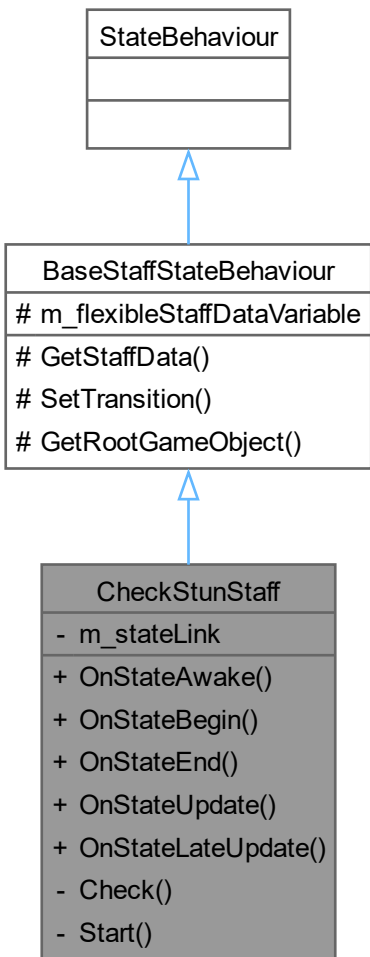 StateBehaviour
BaseStaffStateBehaviour
# m_flexibleStaffDataVariable
# GetStaffData()
# SetTransition()
# GetRootGameObject()
CheckStunStaff
- m_stateLink
+ OnStateAwake()
+ OnStateBegin()
+ OnStateEnd()
+ OnStateUpdate()
+ OnStateLateUpdate()
- Check()
- Start()